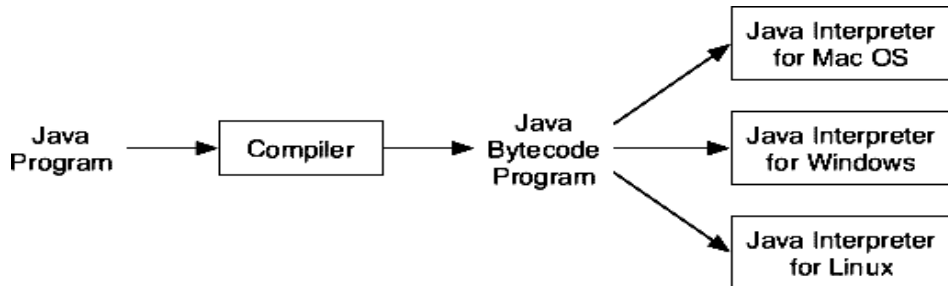 Java
Program
Compiler
Java
Bytecode
Program
Java Interpreter
for Mac OS
Java Interpreter
for Windows
Java Interpreter
for Linux